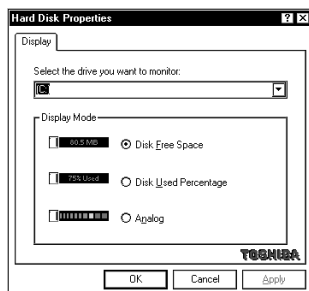 Hard Disk Properties
Display
Select the drive you want to monitor:
(C:)
Display Mode
80.5 MB
Disk Free Space
75% Used
Disk Used Percentage
Analog
TOSHIBA
OK
Cancel
Apply